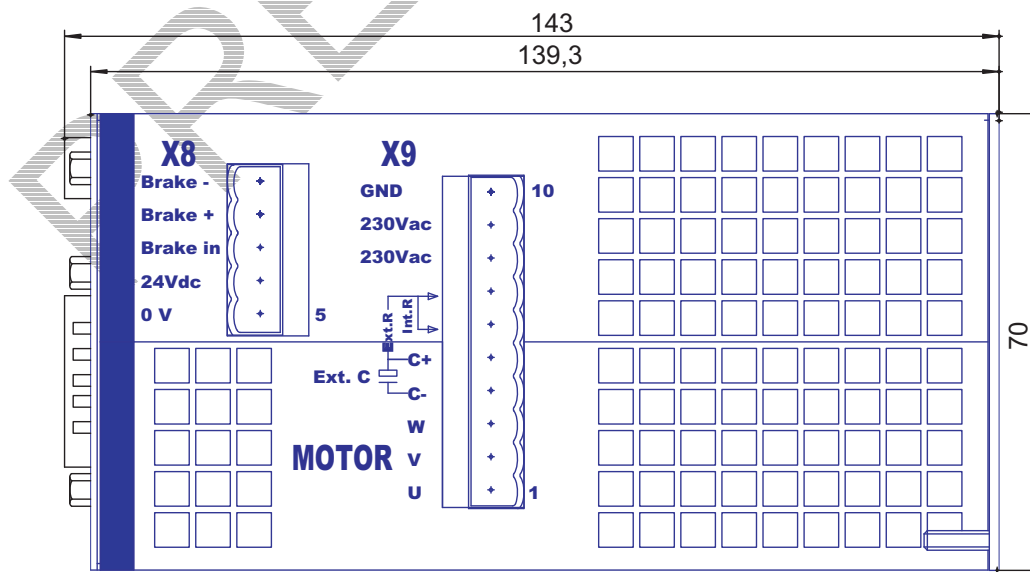 143
139,3
X8
X9
Brake -
GND
10
Brake +
230Vac
Brake in
230Vac
24Vdc
0 V
5
Ext.R
Int.R
70
C+
Ext. C
C-
W
MOTOR
V
U
1